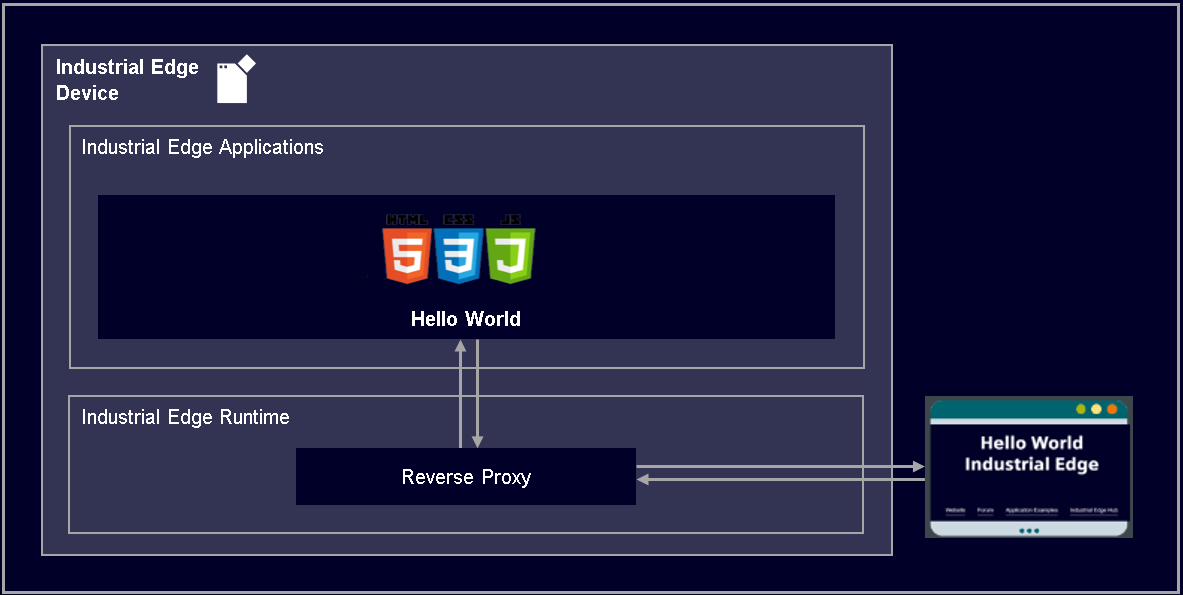 Industrial Edge
Device
Industrial Edge Applications
HTML CSS JS
5 3 J
Hello World
Industrial Edge Runtime
Reverse Proxy
Hello World
Industrial Edge
Website Forum Application Examples Industrial Edge Hub